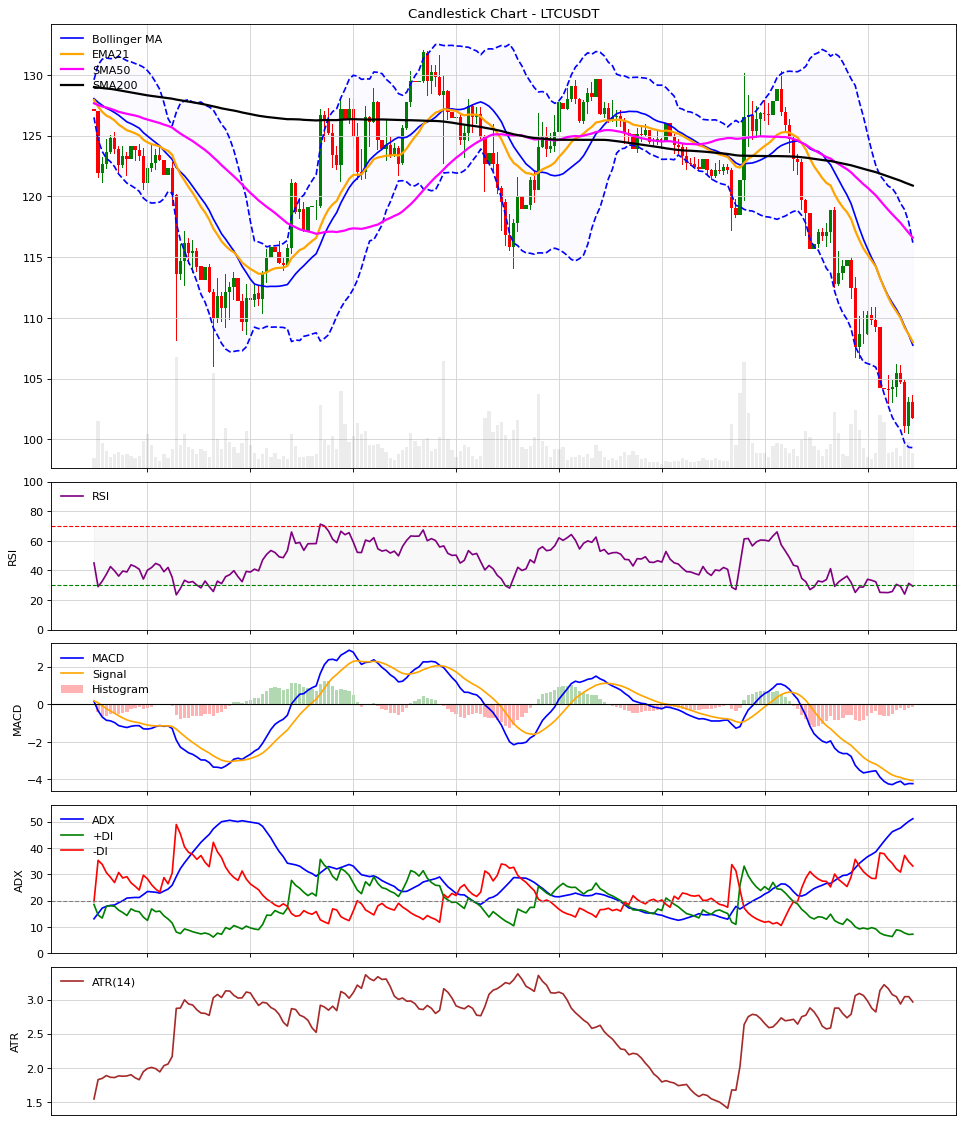 Candlestick Chart - LTCUSDT
Bollinger MA
EMA21
SMA50
SMA200
130
125
120
115
110
105
100
RSI
100
80
60
40
20
0
RSI
MACD
Signal
Histogram
2
0
−2
−4
MACD
ADX
+DI
-DI
50
40
30
20
10
0
ADX
ATR(14)
3.0
2.5
2.0
1.5
ATR